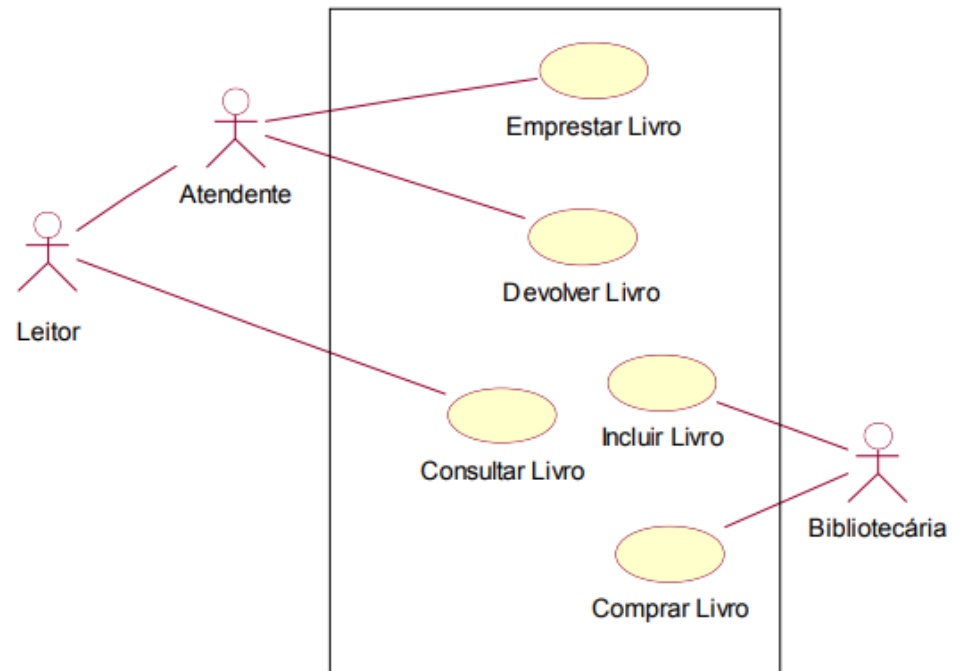 Emprestar Livro
Atendente
Devolver Livro
Leitor
Incluir Livro
Consultar Livro
Bibliotecária
Comprar Livro